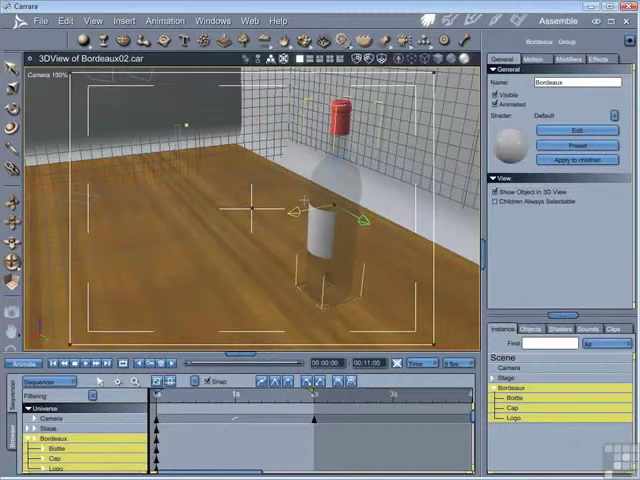 Carrara
File Edit View Insert Animation Windows Web Help Assemble
3DView of Bordeaux02.car
Camera 100%
Bordeaux : Group
General Motion Modifiers Effects
General
Name: Bordeaux
Visible
Animated
Shader: Default
Edit
Preset
Apply to children
View
Show Object in 3D View
Children Always Selectable
Instance Objects Shaders Sounds Clips
Find: All
Scene
Camera
Stage
Bordeaux
Bottle
Cap
Logo
Animate 00:00:00 00:11:00 Time 6 fps
Sequencer Snap
Filtering
Universe
Camera
Stage
Bordeaux
Bottle
Cap
Logo
Sequencer
Browser